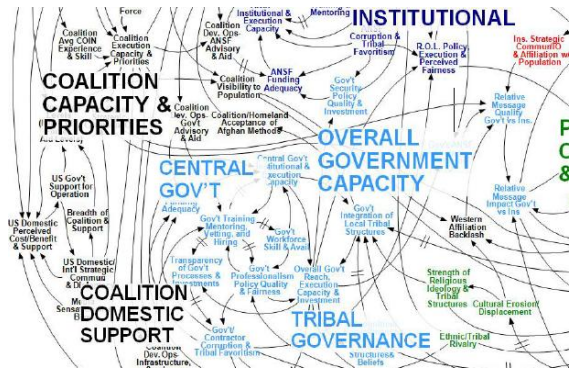 Force
Coalition
Avg COIN
Experience
& Skill
Coalition
Execution
Capacity &
Priorities
Coalition
Dev. Ops
ANSF
Advisory
& Aid
Institutional &
Execution
Capacity
Mentoring
INSTITUTIONAL
Corruption &
Tribal
Favoritism
R.O.L. Policy,
Execution &
Perceived
Fairness
Ins. Strategic
& Affiliation
Population
COALITION
CAPACITY &
PRIORITIES
Coalition
Visibility to
Population
ANSF
Funding
Adequacy
Gov't
Security
Policy
Quality &
Investment
Relative
Message
Quality
Gov't vs Ins.
Coalition
Dev. Ops-
Gov't
Advisory
& Aid
Coalition/Homeland
Acceptance of
Afghan Methods
OVERALL
GOVERNMENT
CAPACITY
CENTRAL
GOV'T
Central Gov't
Capacity
Adequacy
US Gov't
Support for
Operation
Breadth of
Coalition &
Support
US Domestic
Perceived
Cost/Benefit
& Support
US Domestic/
Int'l Strategic
Gov't Training
Mentoring,
Vetting, and
Hiring
Gov't
Workforce
Skill & Avail
Gov't
Integration of
Local Tribal
Structures
Western
Affiliation
Backlash
Relative
Message
Impact Gov't
vs Ins
Transparency
of Gov't
Processes &
Investments
Gov't
Professionalism
Policy Quality
& Fairness
Overall Gov't
Reach,
Execution
Capacity &
Investment
Strength of
Religious
Ideology &
Tribal
Structures
Cultural Erosion/
Displacement
COALITION
DOMESTIC
SUPPORT
TRIBAL
GOVERNANCE
Gov't/
Contractor
Corruption &
Tribal Favoritism
Ethnic/Tribal
Rivalry
Coalition
Dev. Ops-
Infrastructure,
Structures&
Beliefs